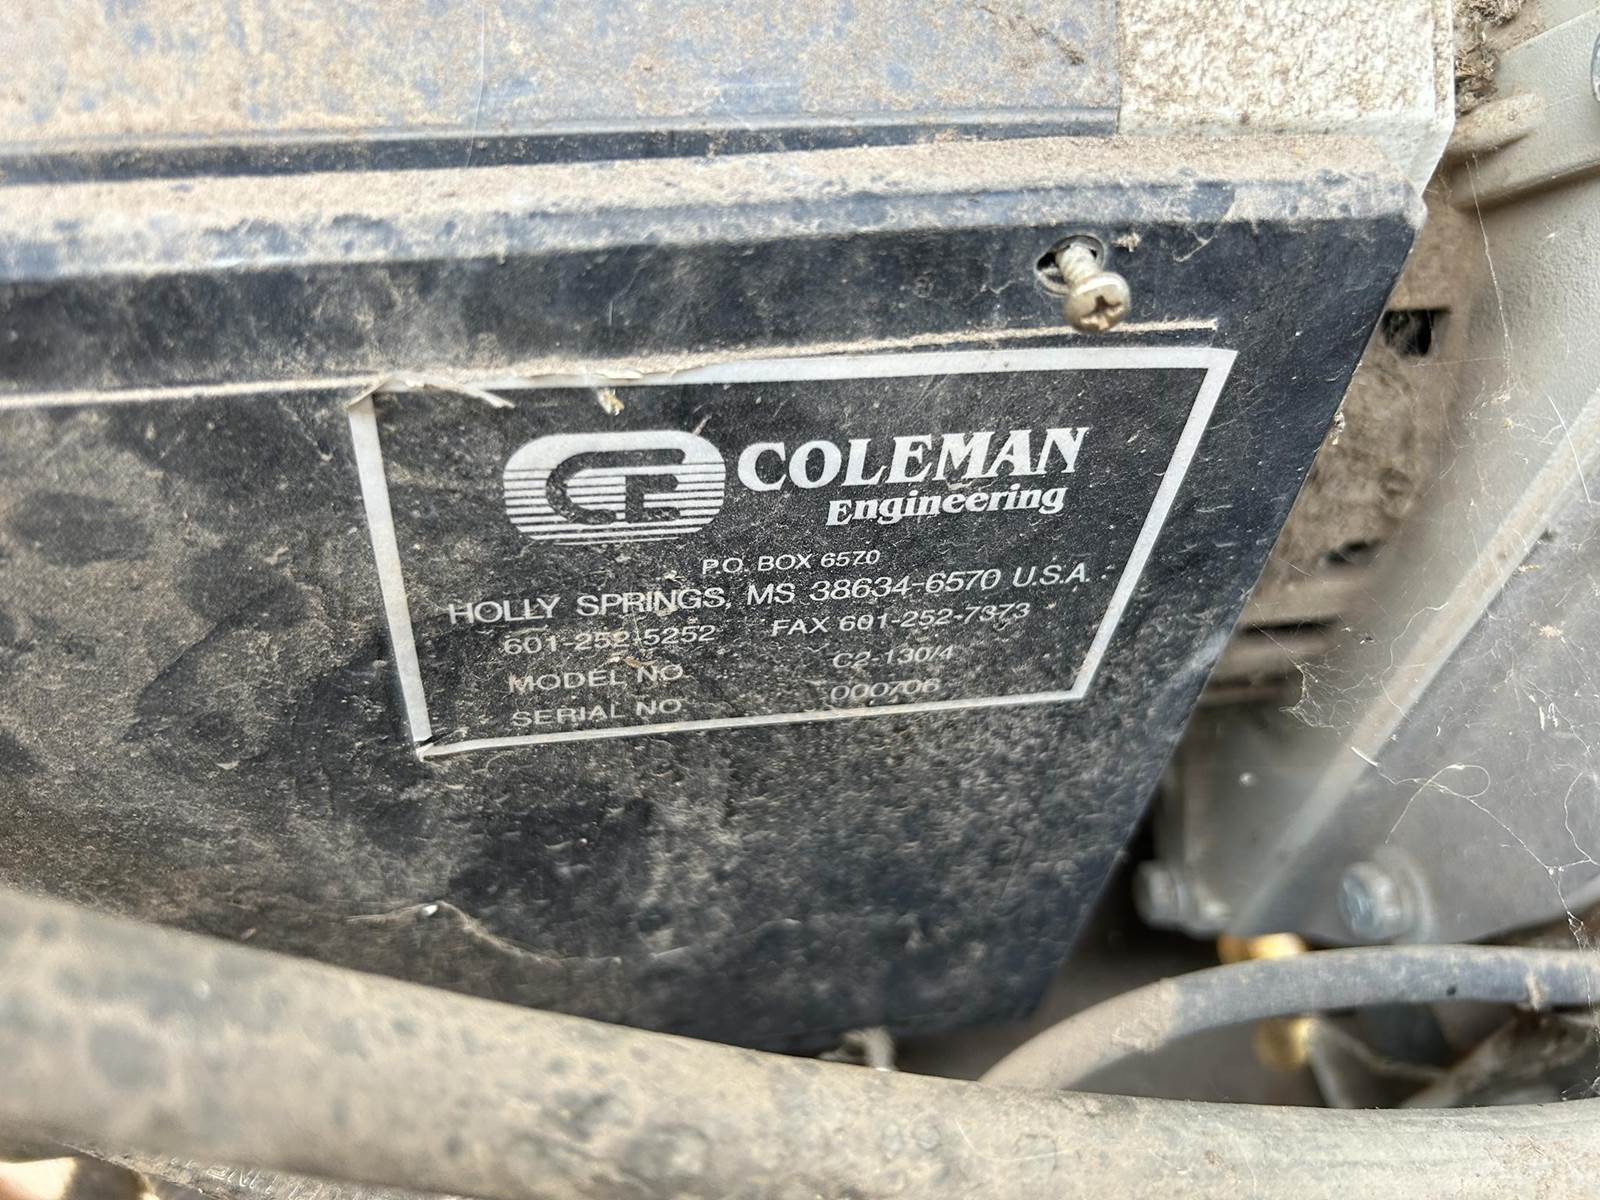 COLEMAN
Engineering
P.O. BOX 6570
HOLLY SPRINGS, MS 38634-6570 U.S.A.
601-252-5252 FAX 601-252-7373
MODEL NO C2-130/4
SERIAL NO 000706